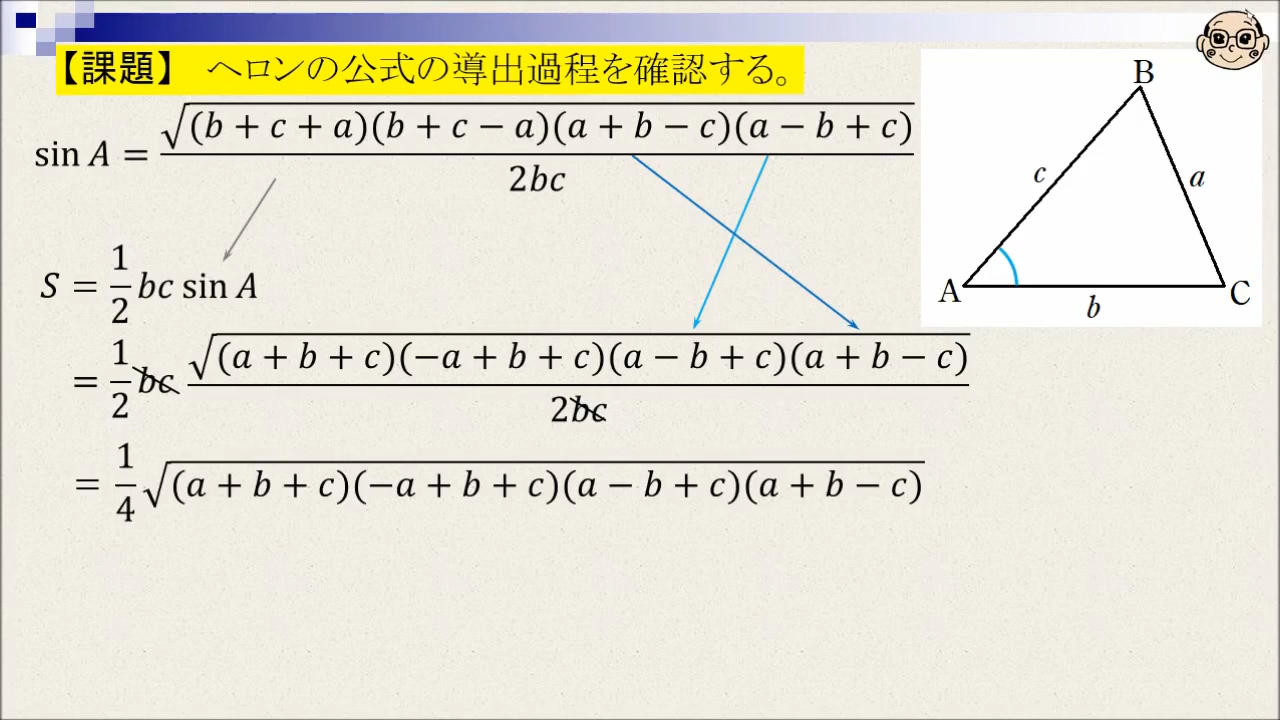 【課題】 ヘロンの公式の導出過程を確認する。
sin A = √((b + c + a)(b + c − a)(a + b − c)(a − b + c)) / 2bc
S = 1/2 bc sin A
= 1/2 bc √((a + b + c)(−a + b + c)(a − b + c)(a + b − c)) / 2bc
= 1/4 √((a + b + c)(−a + b + c)(a − b + c)(a + b − c))
B
c
a
A
b
C